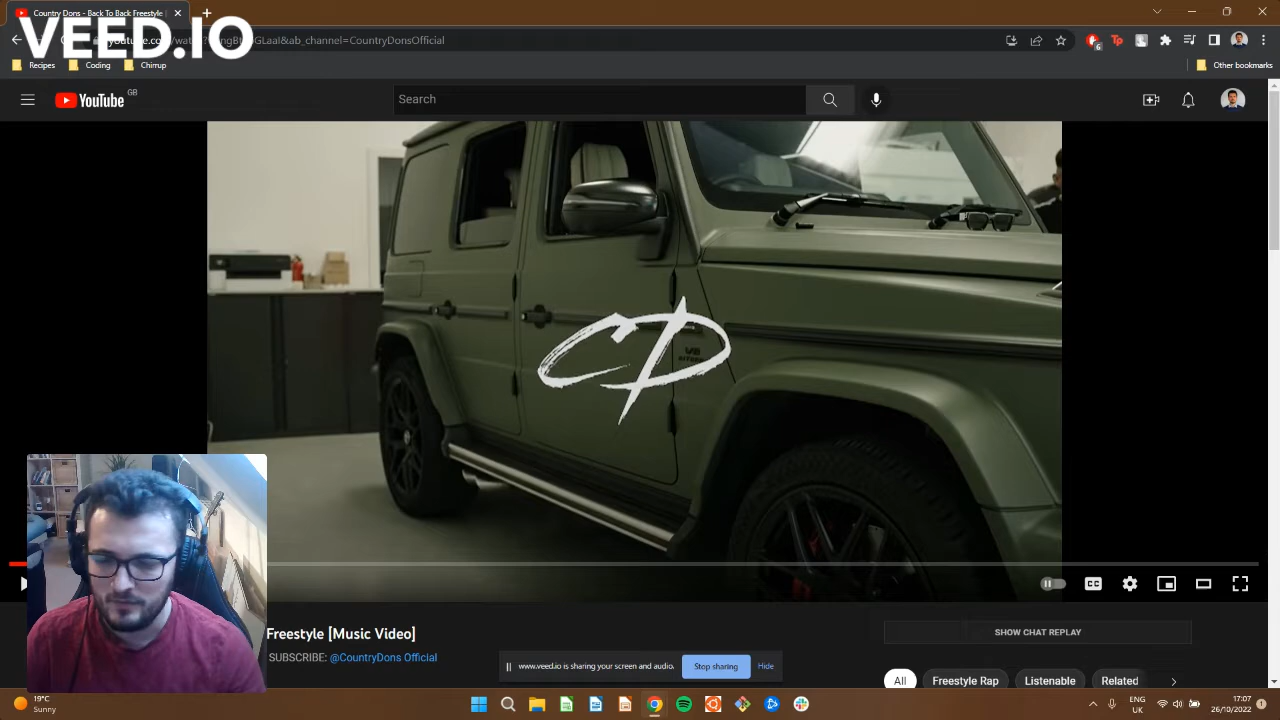 Country Dons - Back To Back Freestyle |
VEED.IO
&ab_channel=CountryDonsOfficial
Recipes
Coding
Chirrup
Other bookmarks
YouTube GB
Search
CD
Freestyle [Music Video]
SUBSCRIBE: @CountryDons Official
SHOW CHAT REPLAY
www.veed.io is sharing your screen and audio.
Stop sharing
Hide
All
Freestyle Rap
Listenable
Related
19°C
Sunny
ENG
UK
17:07
26/10/2022